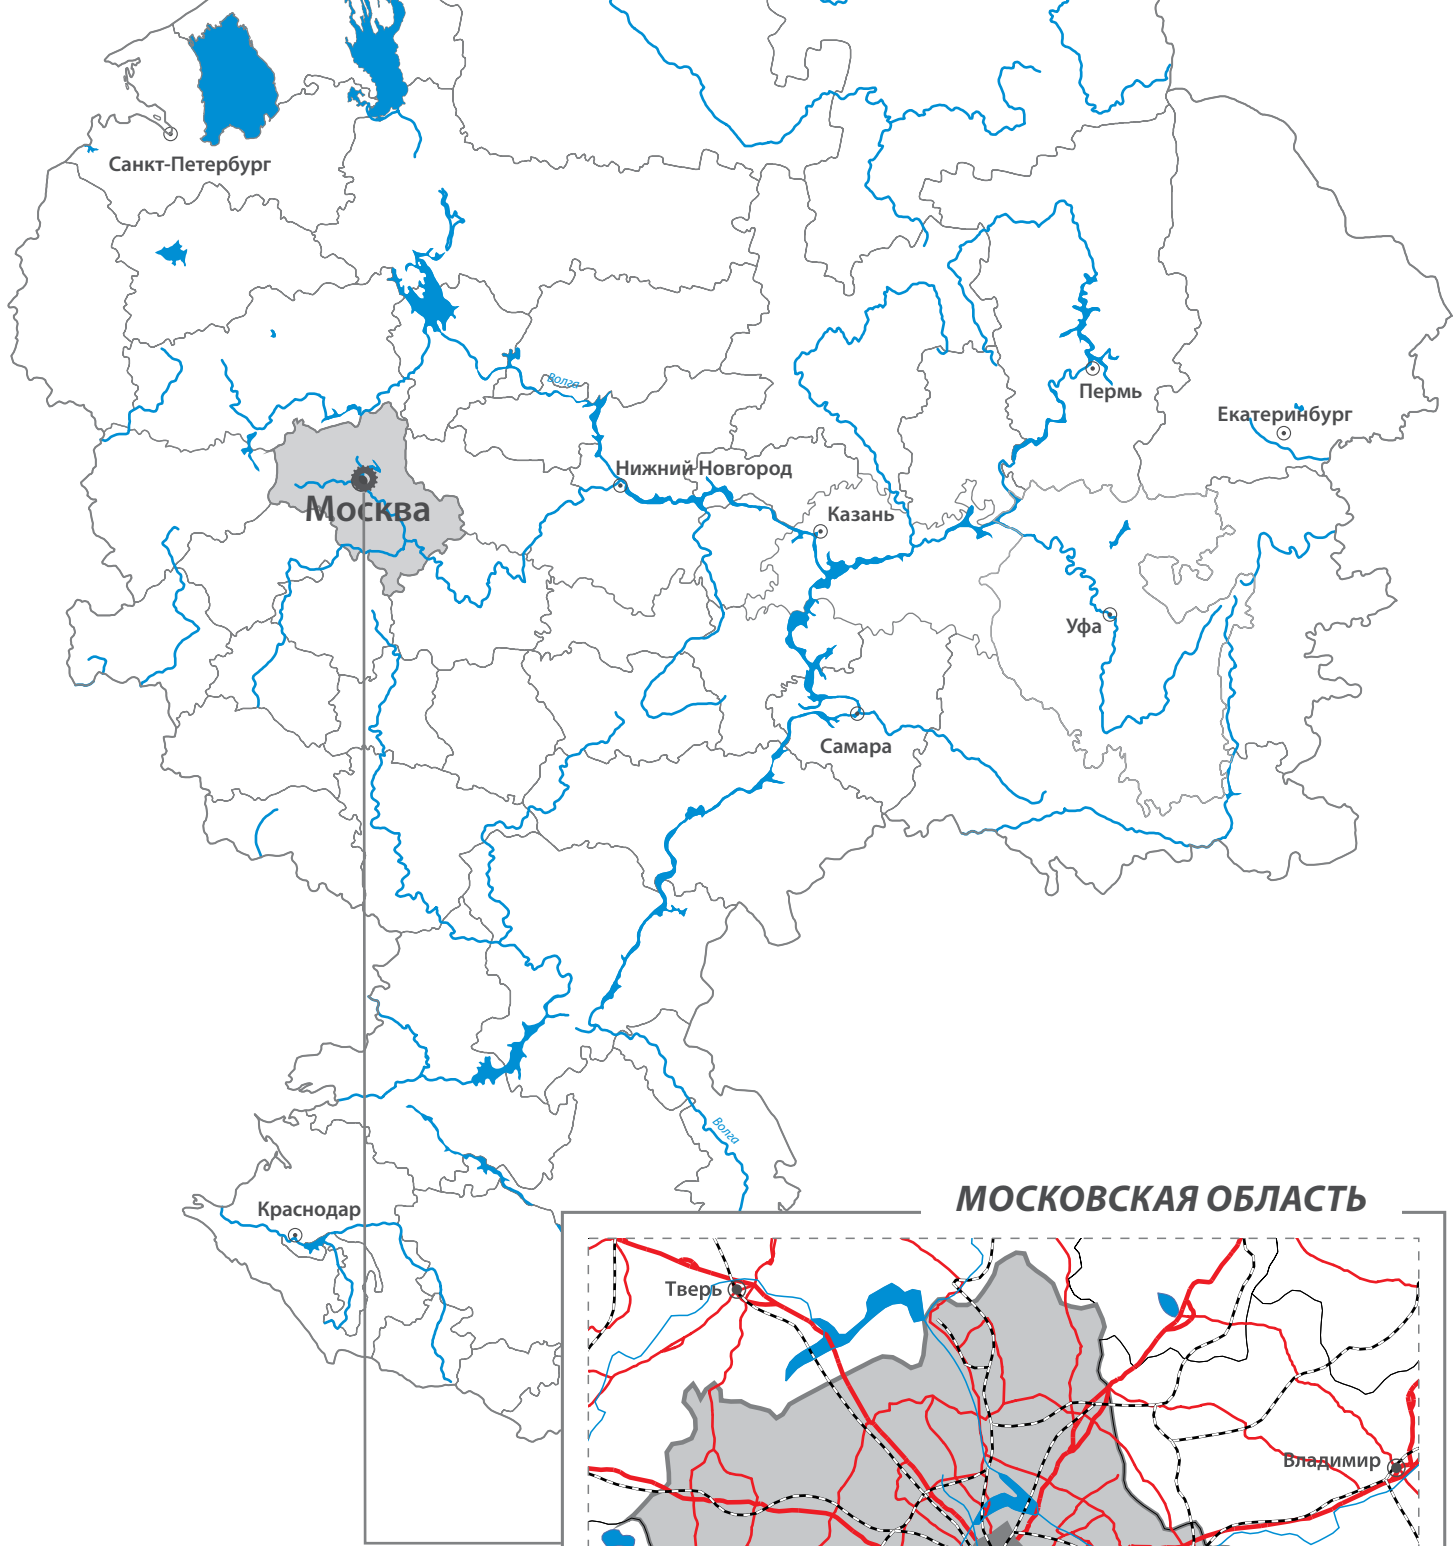 Санкт-Петербург
Волга
Пермь
Екатеринбург
Нижний Новгород
Москва
Казань
Уфа
Самара
Волга
Краснодар
МОСКОВСКАЯ ОБЛАСТЬ
Тверь
Владимир